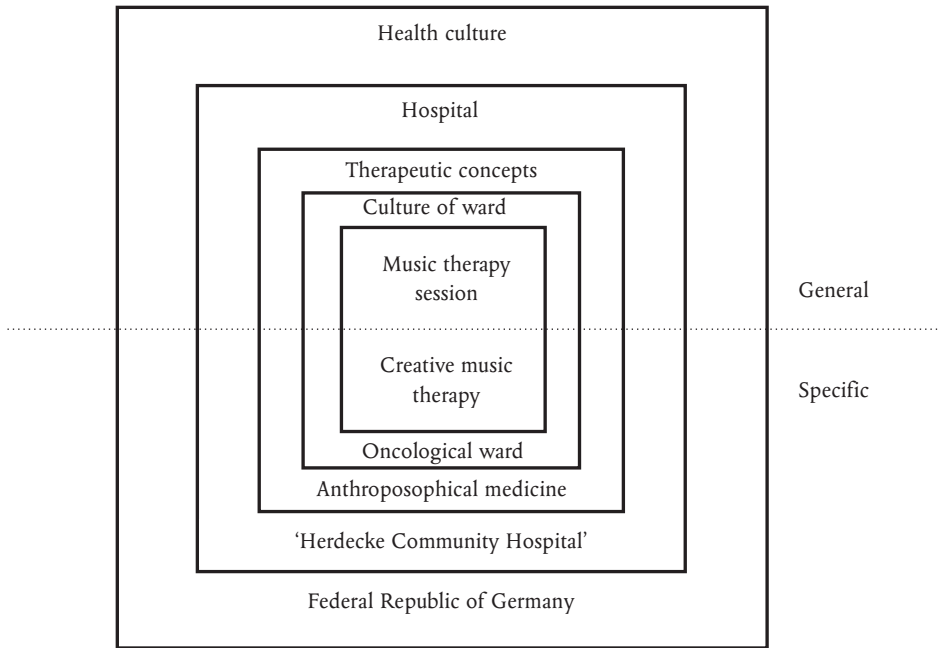 Health culture
Hospital
Therapeutic concepts
Culture of ward
Music therapy
session
General
Creative music
therapy
Specific
Oncological ward
Anthroposophical medicine
‘Herdecke Community Hospital’
Federal Republic of Germany